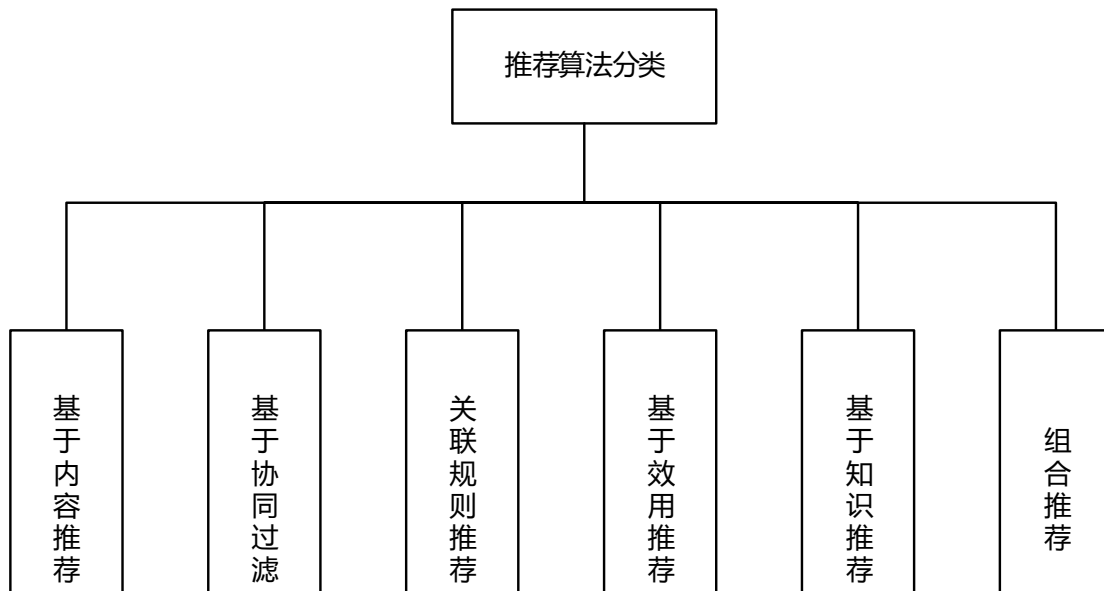 推荐算法分类
基于内容推荐
基于协同过滤
关联规则推荐
基于效用推荐
基于知识推荐
组合推荐